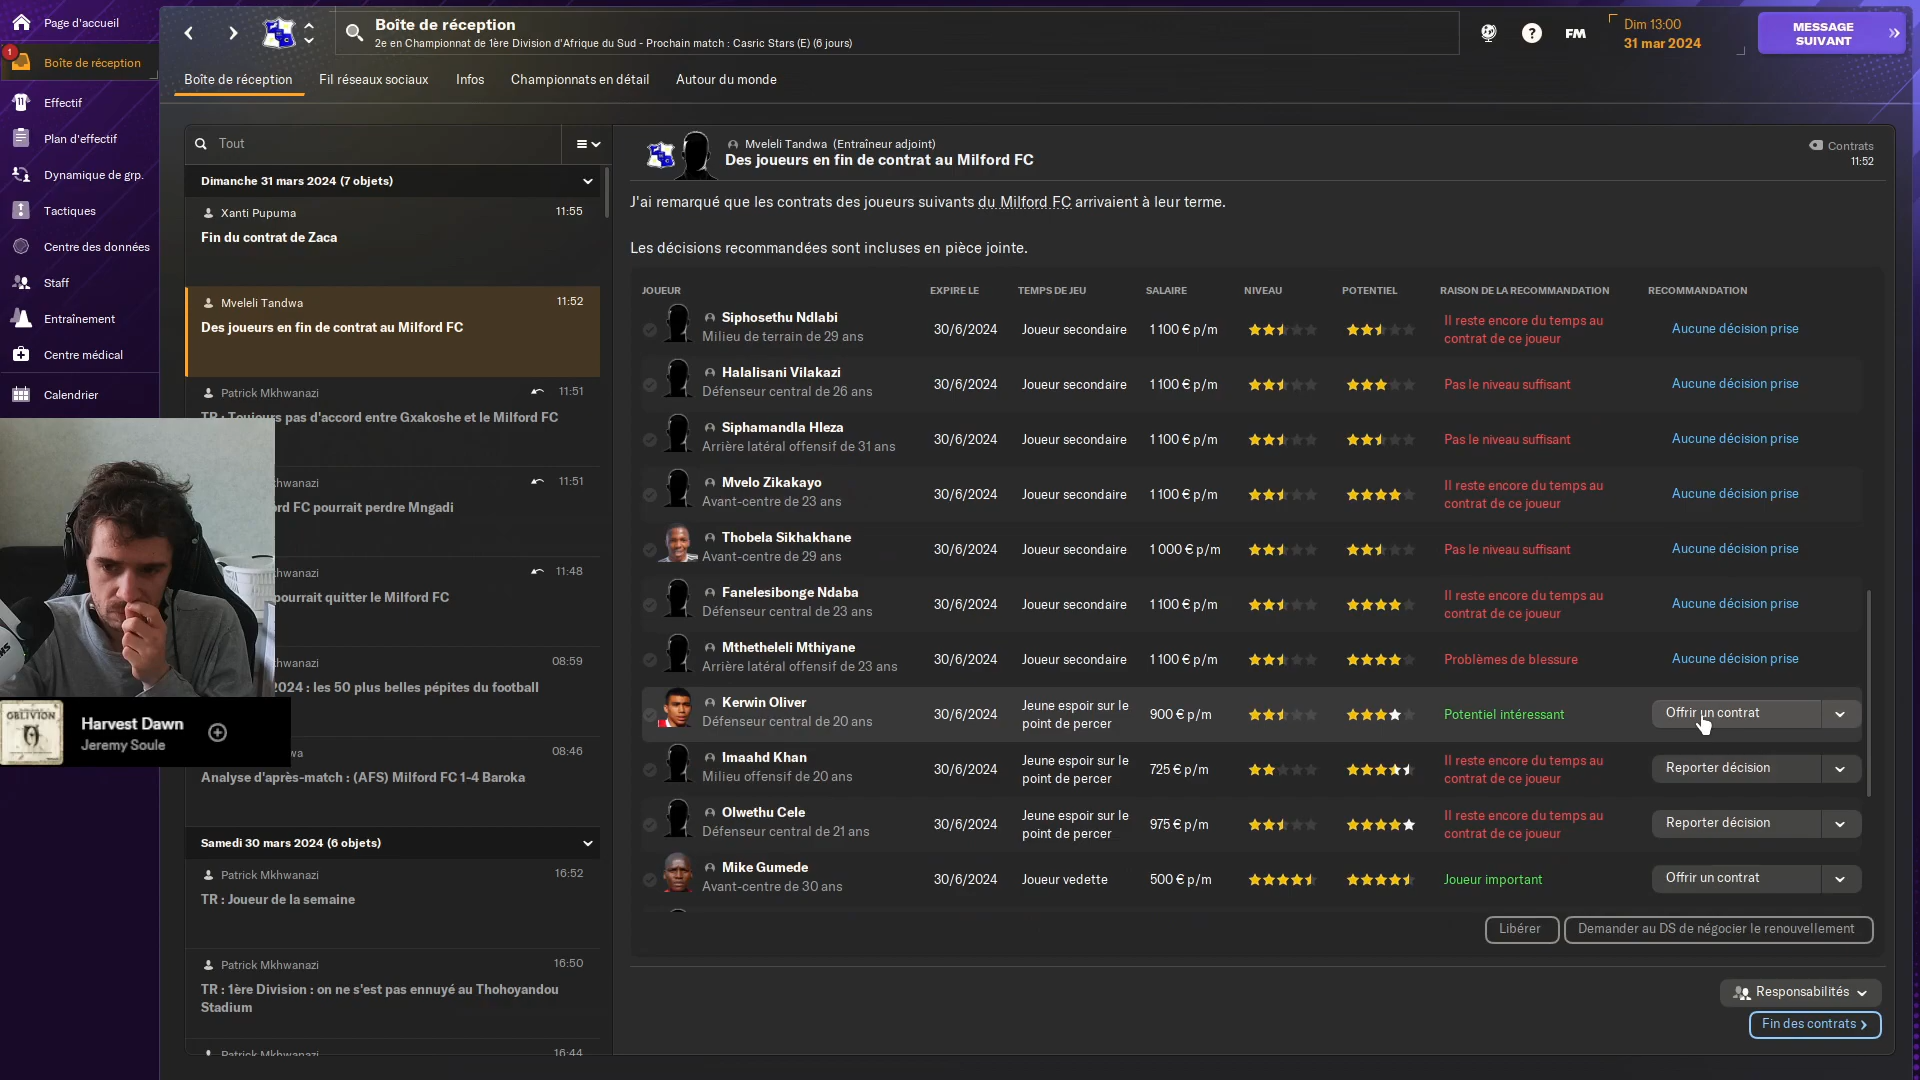 Page d'accueil
1
Boîte de réception
Effectif
Plan d'effectif
Dynamique de grp.
Tactiques
Centre des données
Staff
Entraînement
Centre médical
Calendrier
Boîte de réception
2e en Championnat de 1ère Division d'Afrique du Sud - Prochain match : Casric Stars (E) (6 jours)
?
FM
Dim 13:00
31 mar 2024
MESSAGE
SUIVANT
Boîte de réception
Fil réseaux sociaux
Infos
Championnats en détail
Autour du monde
Tout
Dimanche 31 mars 2024 (7 objets)
Xanti Pupuma
11:55
Fin du contrat de Zaca
Mveleli Tandwa
11:52
Des joueurs en fin de contrat au Milford FC
Patrick Mkhwanazi
11:51
TR : Toujours pas d'accord entre Gxakoshe et le Milford FC
hwanazi
11:51
rd FC pourrait perdre Mngadi
hwanazi
11:48
pourrait quitter le Milford FC
hwanazi
08:59
2024 : les 50 plus belles pépites du football
wa
08:46
Analyse d'après-match : (AFS) Milford FC 1-4 Baroka
Samedi 30 mars 2024 (6 objets)
Patrick Mkhwanazi
16:52
TR : Joueur de la semaine
Patrick Mkhwanazi
16:50
TR : 1ère Division : on ne s'est pas ennuyé au Thohoyandou
Stadium
Patrick Mkhwanazi
16:44
OBLIVION
Harvest Dawn
Jeremy Soule
Mveleli Tandwa (Entraîneur adjoint)
Des joueurs en fin de contrat au Milford FC
Contrats
11:52
J'ai remarqué que les contrats des joueurs suivants du Milford FC arrivaient à leur terme.
Les décisions recommandées sont incluses en pièce jointe.
JOUEUR EXPIRE LE TEMPS DE JEU SALAIRE NIVEAU POTENTIEL RAISON DE LA RECOMMANDATION RECOMMANDATION
Siphosethu Ndlabi
Milieu de terrain de 29 ans
30/6/2024
Joueur secondaire
1 100 € p/m
Il reste encore du temps au
contrat de ce joueur
Aucune décision prise
Halalisani Vilakazi
Défenseur central de 26 ans
30/6/2024
Joueur secondaire
1 100 € p/m
Pas le niveau suffisant
Aucune décision prise
Siphamandla Hleza
Arrière latéral offensif de 31 ans
30/6/2024
Joueur secondaire
1 100 € p/m
Pas le niveau suffisant
Aucune décision prise
Mvelo Zikakayo
Avant-centre de 23 ans
30/6/2024
Joueur secondaire
1 100 € p/m
Il reste encore du temps au
contrat de ce joueur
Aucune décision prise
Thobela Sikhakhane
Avant-centre de 29 ans
30/6/2024
Joueur secondaire
1 000 € p/m
Pas le niveau suffisant
Aucune décision prise
Fanelesibonge Ndaba
Défenseur central de 23 ans
30/6/2024
Joueur secondaire
1 100 € p/m
Il reste encore du temps au
contrat de ce joueur
Aucune décision prise
Mthetheleli Mthiyane
Arrière latéral offensif de 23 ans
30/6/2024
Joueur secondaire
1 100 € p/m
Problèmes de blessure
Aucune décision prise
Kerwin Oliver
Défenseur central de 20 ans
30/6/2024
Jeune espoir sur le
point de percer
900 € p/m
Potentiel intéressant
Offrir un contrat
Imaahd Khan
Milieu offensif de 20 ans
30/6/2024
Jeune espoir sur le
point de percer
725 € p/m
Il reste encore du temps au
contrat de ce joueur
Reporter décision
Olwethu Cele
Défenseur central de 21 ans
30/6/2024
Jeune espoir sur le
point de percer
975 € p/m
Il reste encore du temps au
contrat de ce joueur
Reporter décision
Mike Gumede
Avant-centre de 30 ans
30/6/2024
Joueur vedette
500 € p/m
Joueur important
Offrir un contrat
Libérer
Demander au DS de négocier le renouvellement
Responsabilités
Fin des contrats